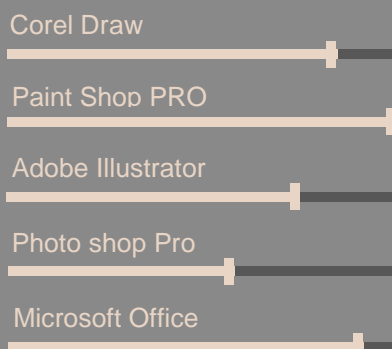 Corel Draw
Paint Shop PRO
Adobe Illustrator
Photo shop Pro
Microsoft Office